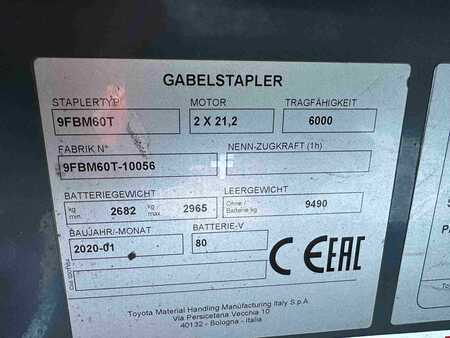 GABELSTAPLER
STAPLERTYP MOTOR TRAGFÄHIGKEIT
9FBM60T 2 X 21,2 6000
FABRIK N° NENN-ZUGKRAFT (1h)
9FBM60T-10056
BATTERIEGEWICHT LEERGEWICHT
kg min. 2682 kg max. 2965 Ohne Batterie kg 9490
BAUJAHR/-MONAT BATTERIE-V
2020-01 80
CE EAC
Toyota Material Handling Manufacturing Italy S.p.A
Via Persicetana Vecchia 10
40132 - Bologna - Italia